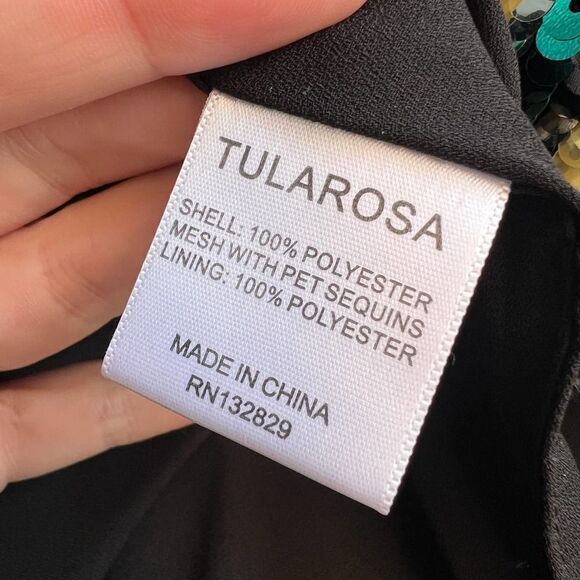 TULAROSA
SHELL: 100% POLYESTER
MESH WITH PET SEQUINS
LINING: 100% POLYESTER
MADE IN CHINA
RN132829